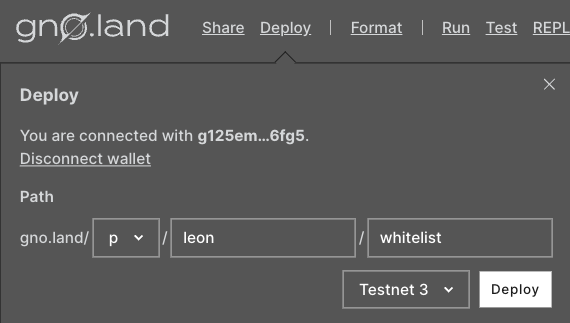 gno.land Share Deploy | Format | Run Test REPL
Deploy
You are connected with g125em...6fg5.
Disconnect wallet
Path
gno.land/ p / leon / whitelist
Testnet 3 Deploy